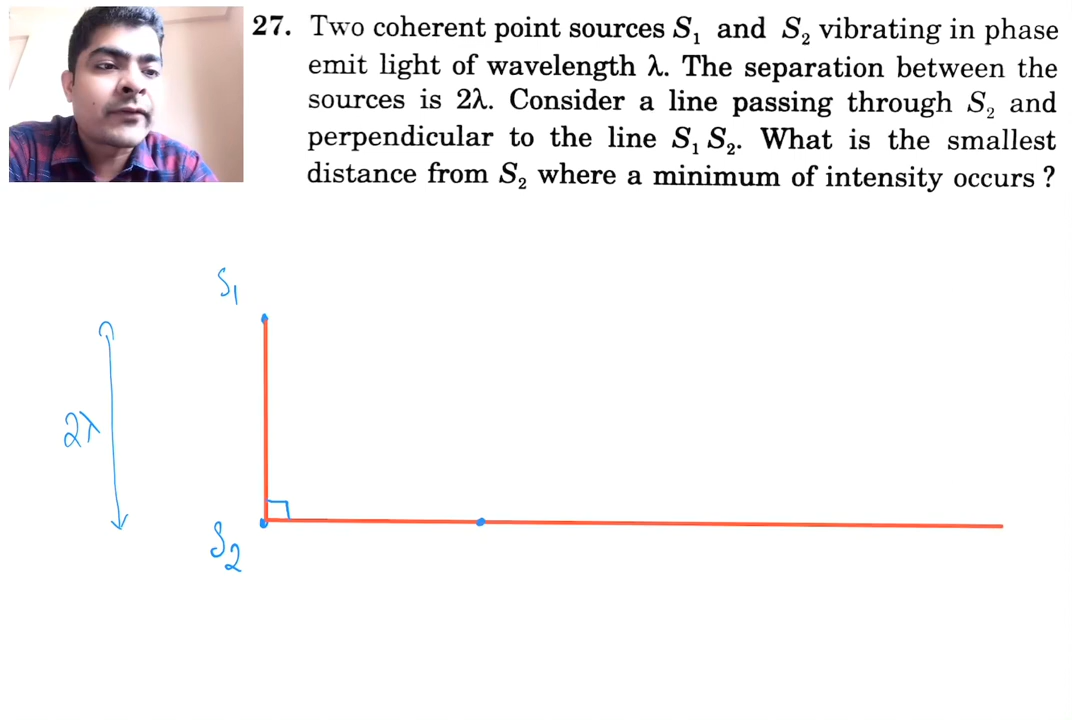 27. Two coherent point sources S₁ and S₂ vibrating in phase
emit light of wavelength λ. The separation between the
sources is 2λ. Consider a line passing through S₂ and
perpendicular to the line S₁ S₂. What is the smallest
distance from S₂ where a minimum of intensity occurs ?
S₁
2λ
S₂